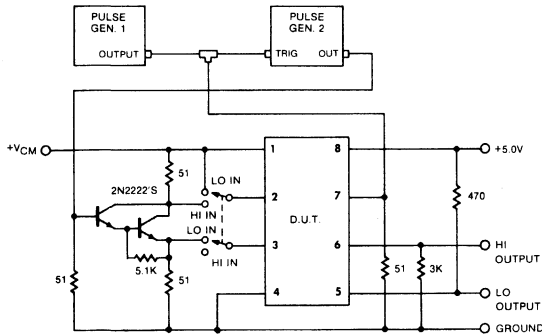 PULSE
GEN. 1
OUTPUT
PULSE
GEN. 2
TRIG OUT
+VCM
51
2N2222'S
LO IN
HI IN
LO IN
HI IN
5.1K
51
51
1
2
3
4
D.U.T.
8
7
6
5
+5.0V
470
51
3K
HI
OUTPUT
LO
OUTPUT
GROUND